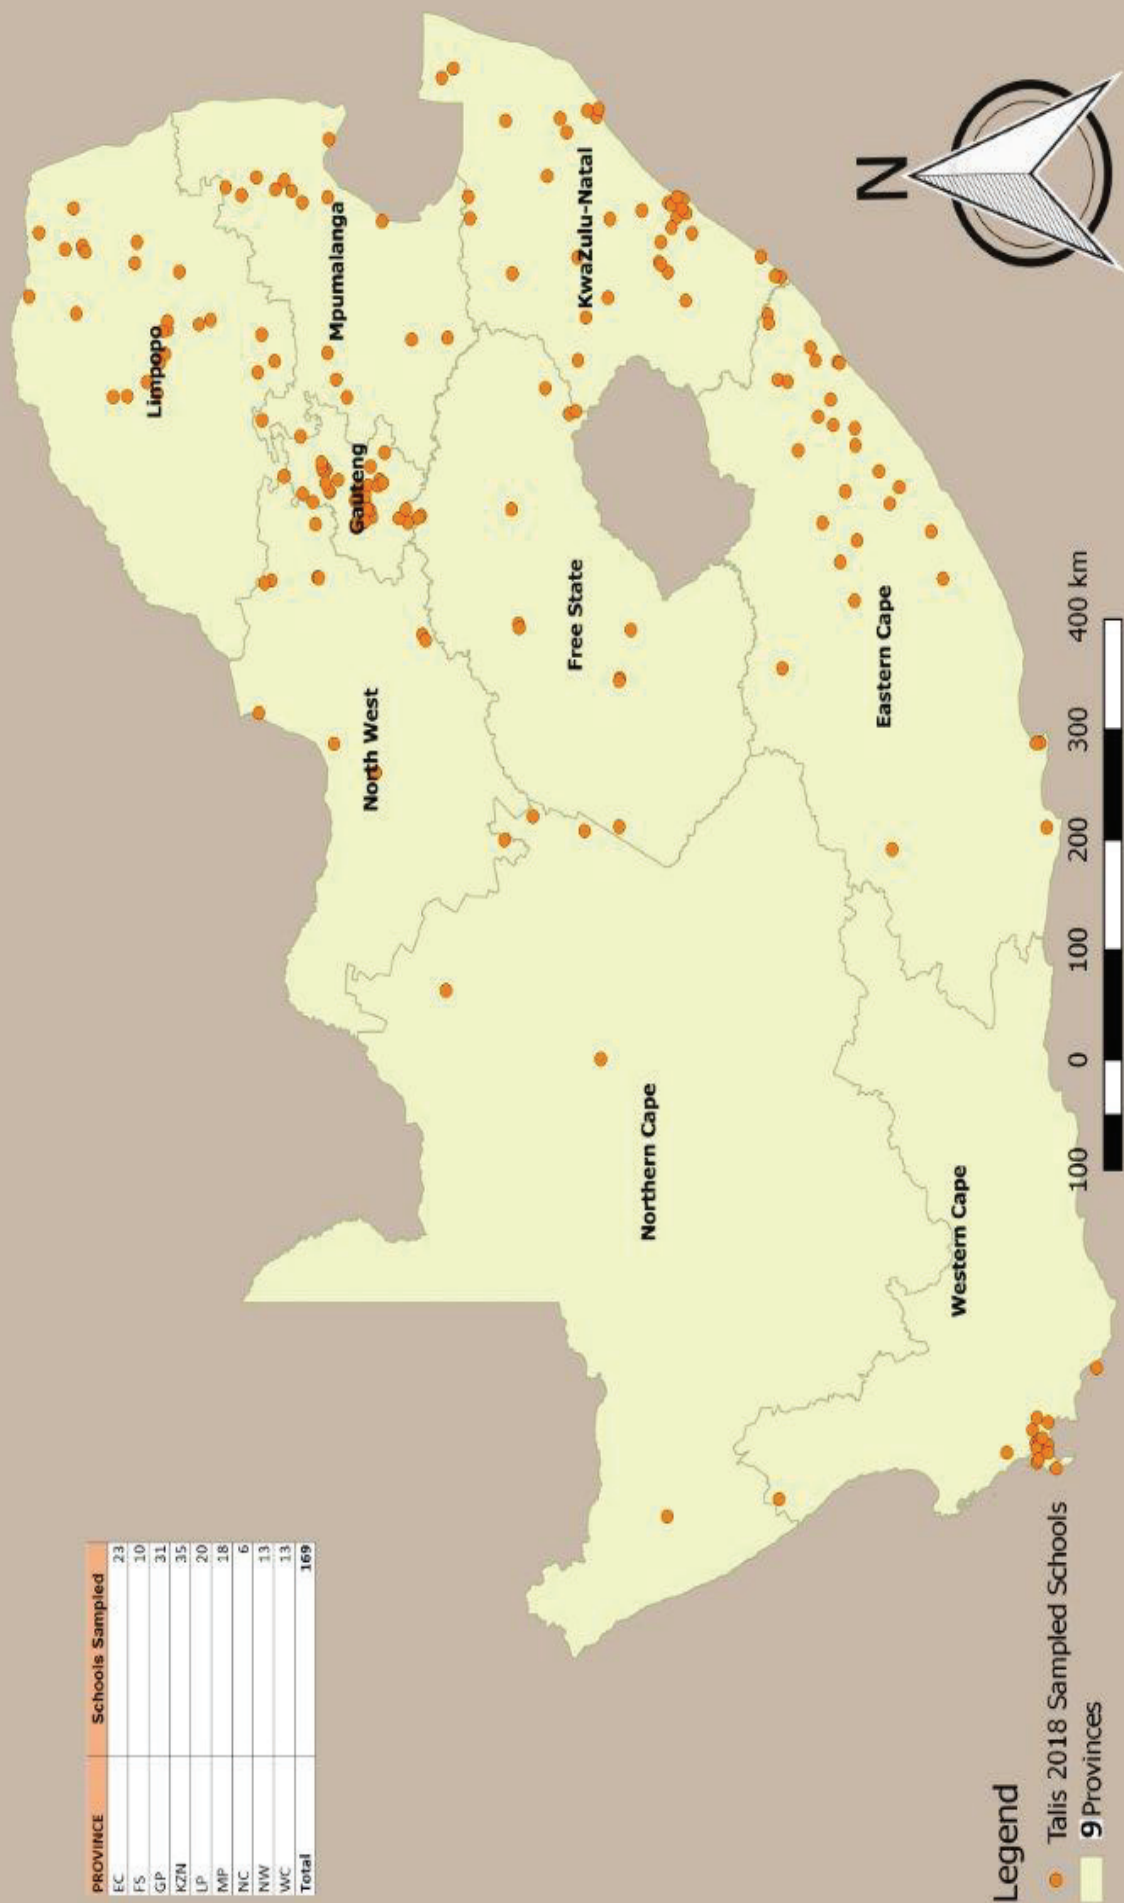 PROVINCE Schools Sampled
EC 23
FS 10
GP 31
KZN 35
LP 20
MP 18
NC 6
NW 13
WC 13
Total 169
Limpopo
Mpumalanga
Gauteng
North West
KwaZulu-Natal
Free State
Northern Cape
Eastern Cape
Western Cape
N
Legend
Talis 2018 Sampled Schools
9 Provinces
100 0 100 200 300 400 km